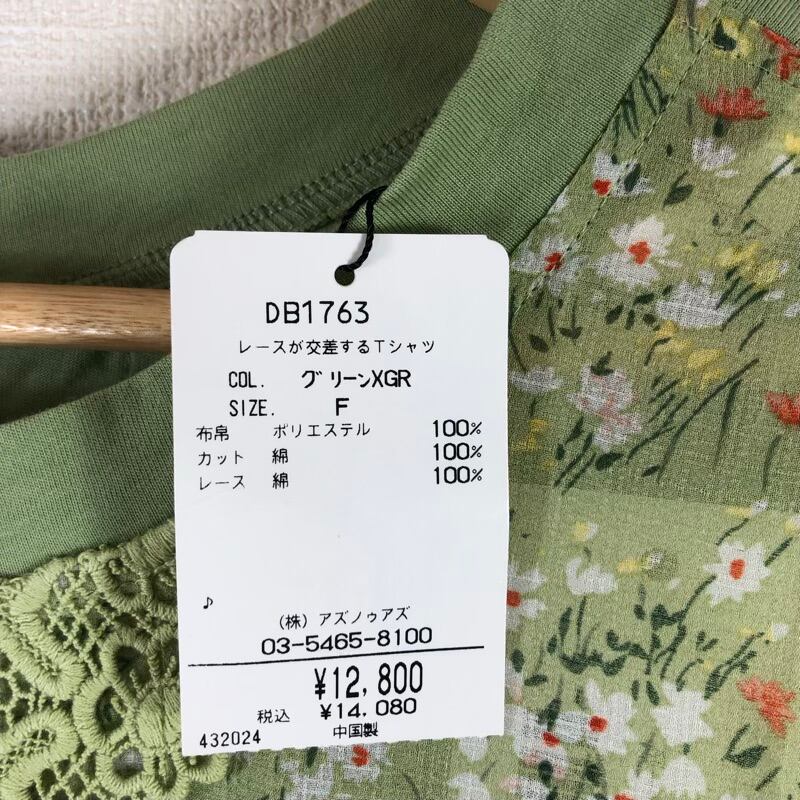 DB1763
レースが交差するTシャツ
COL. グリーンXGR
SIZE. F
布帛 ポリエステル 100%
カット 綿 100%
レース 綿 100%
♪
(株) アズノゥアズ
03-5465-8100
¥12,800
税込 ¥14.080
432024 中国製